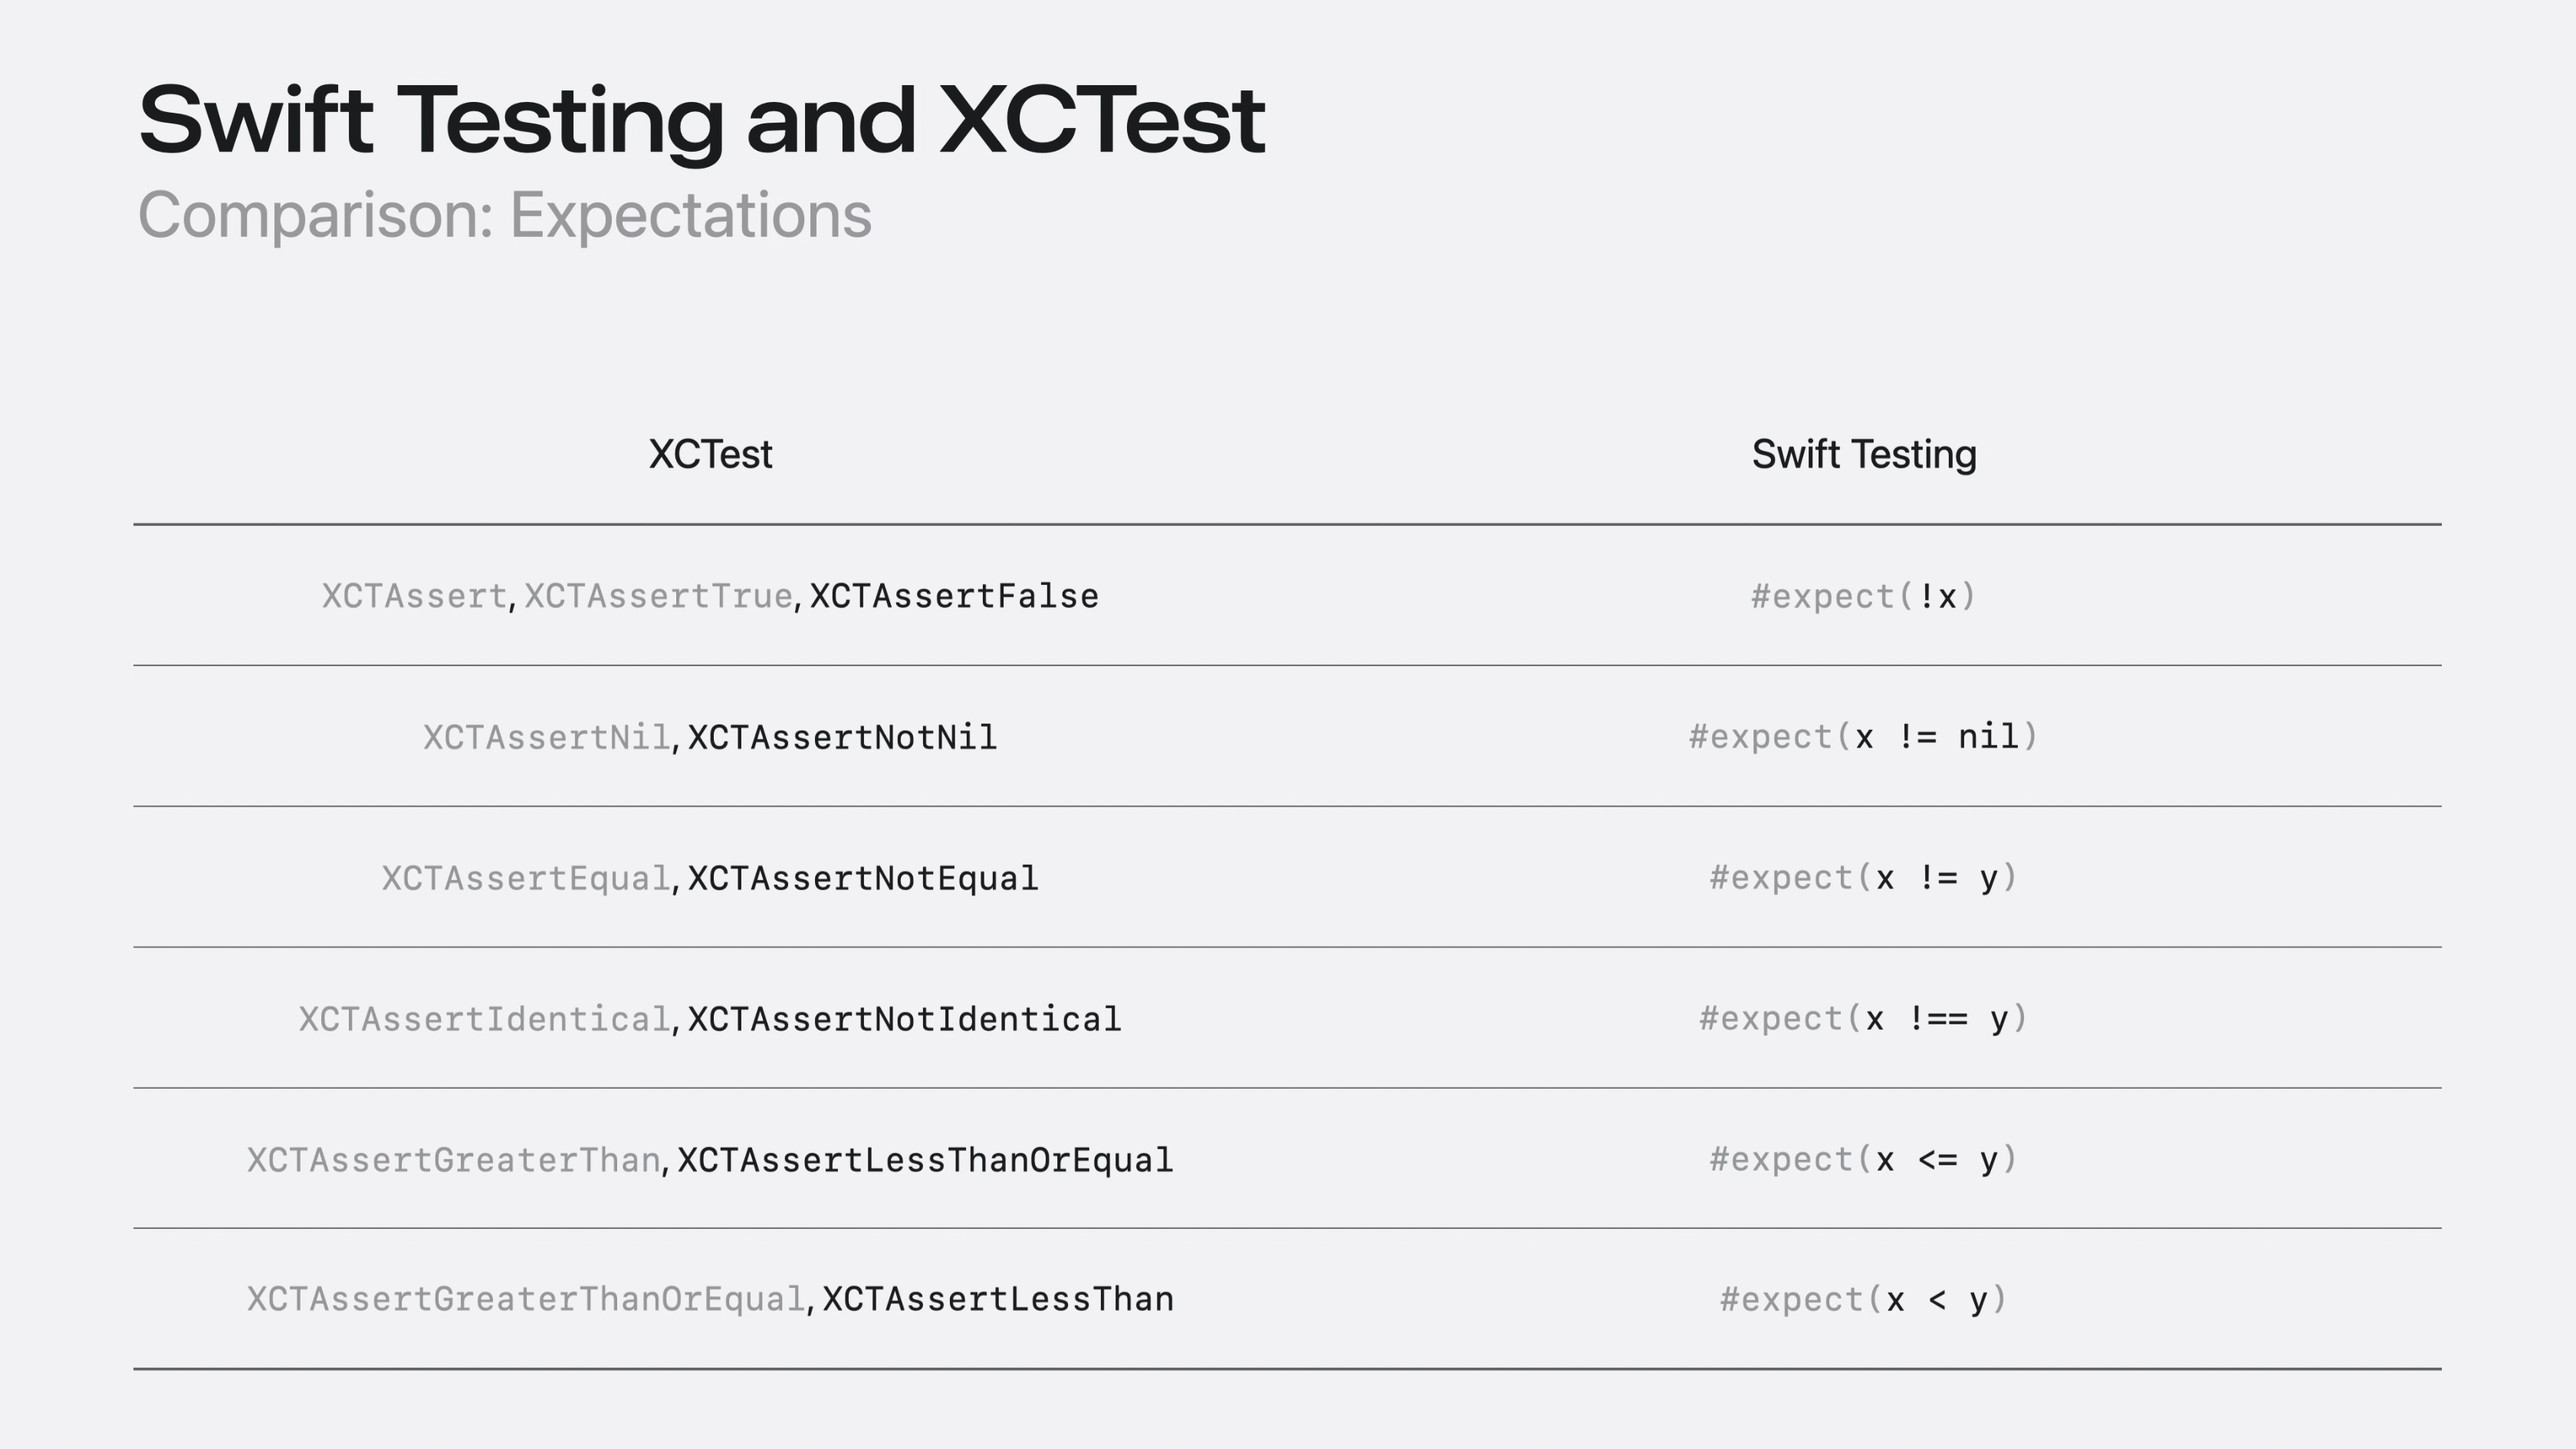 Swift Testing and XCTest
Comparison: Expectations
XCTest Swift Testing
XCTAssert, XCTAssertTrue, XCTAssertFalse #expect(!x)
XCTAssertNil, XCTAssertNotNil #expect(x != nil)
XCTAssertEqual, XCTAssertNotEqual #expect(x != y)
XCTAssertIdentical, XCTAssertNotIdentical #expect(x !== y)
XCTAssertGreaterThan, XCTAssertLessThanOrEqual #expect(x <= y)
XCTAssertGreaterThanOrEqual, XCTAssertLessThan #expect(x < y)